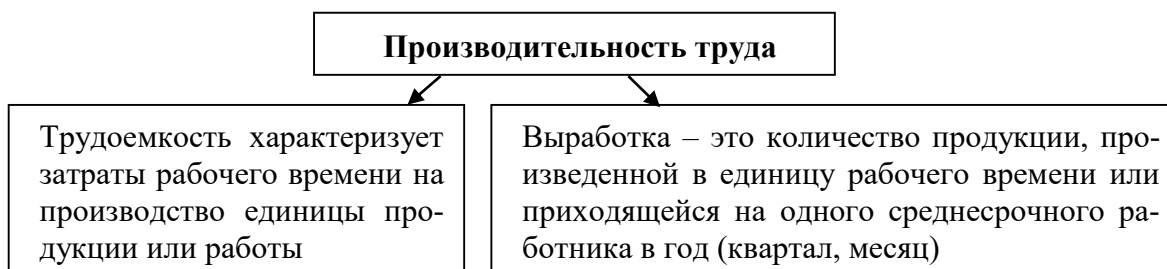 Производительность труда
Трудоемкость характеризует
затраты рабочего времени на
производство единицы про-
дукции или работы
Выработка – это количество продукции, про-
изведенной в единицу рабочего времени или
приходящейся на одного среднесрочного ра-
ботника в год (квартал, месяц)